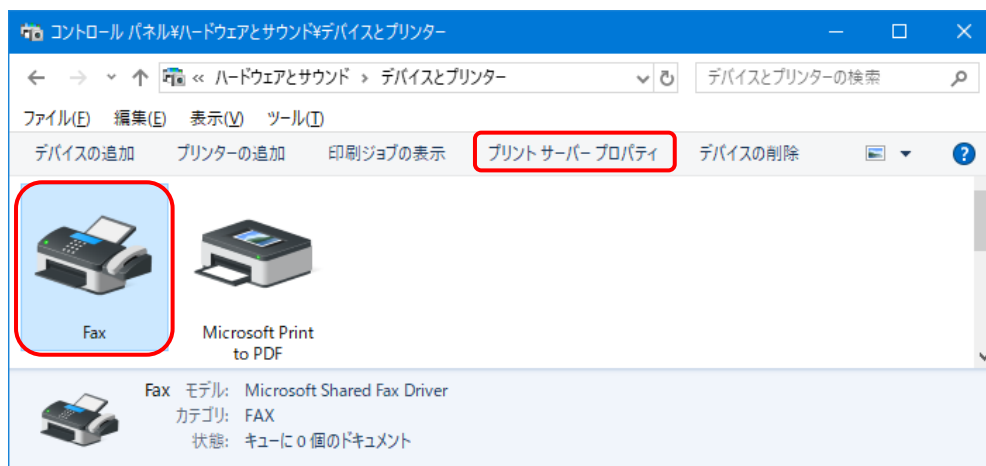 コントロール パネル¥ハードウェアとサウンド¥デバイスとプリンター
« ハードウェアとサウンド › デバイスとプリンター デバイスとプリンターの検索
ファイル(F) 編集(E) 表示(V) ツール(T)
デバイスの追加 プリンターの追加 印刷ジョブの表示 プリント サーバー プロパティ デバイスの削除 ?
Fax
Microsoft Print
to PDF
Fax モデル: Microsoft Shared Fax Driver
カテゴリ: FAX
状態: キューに 0 個のドキュメント